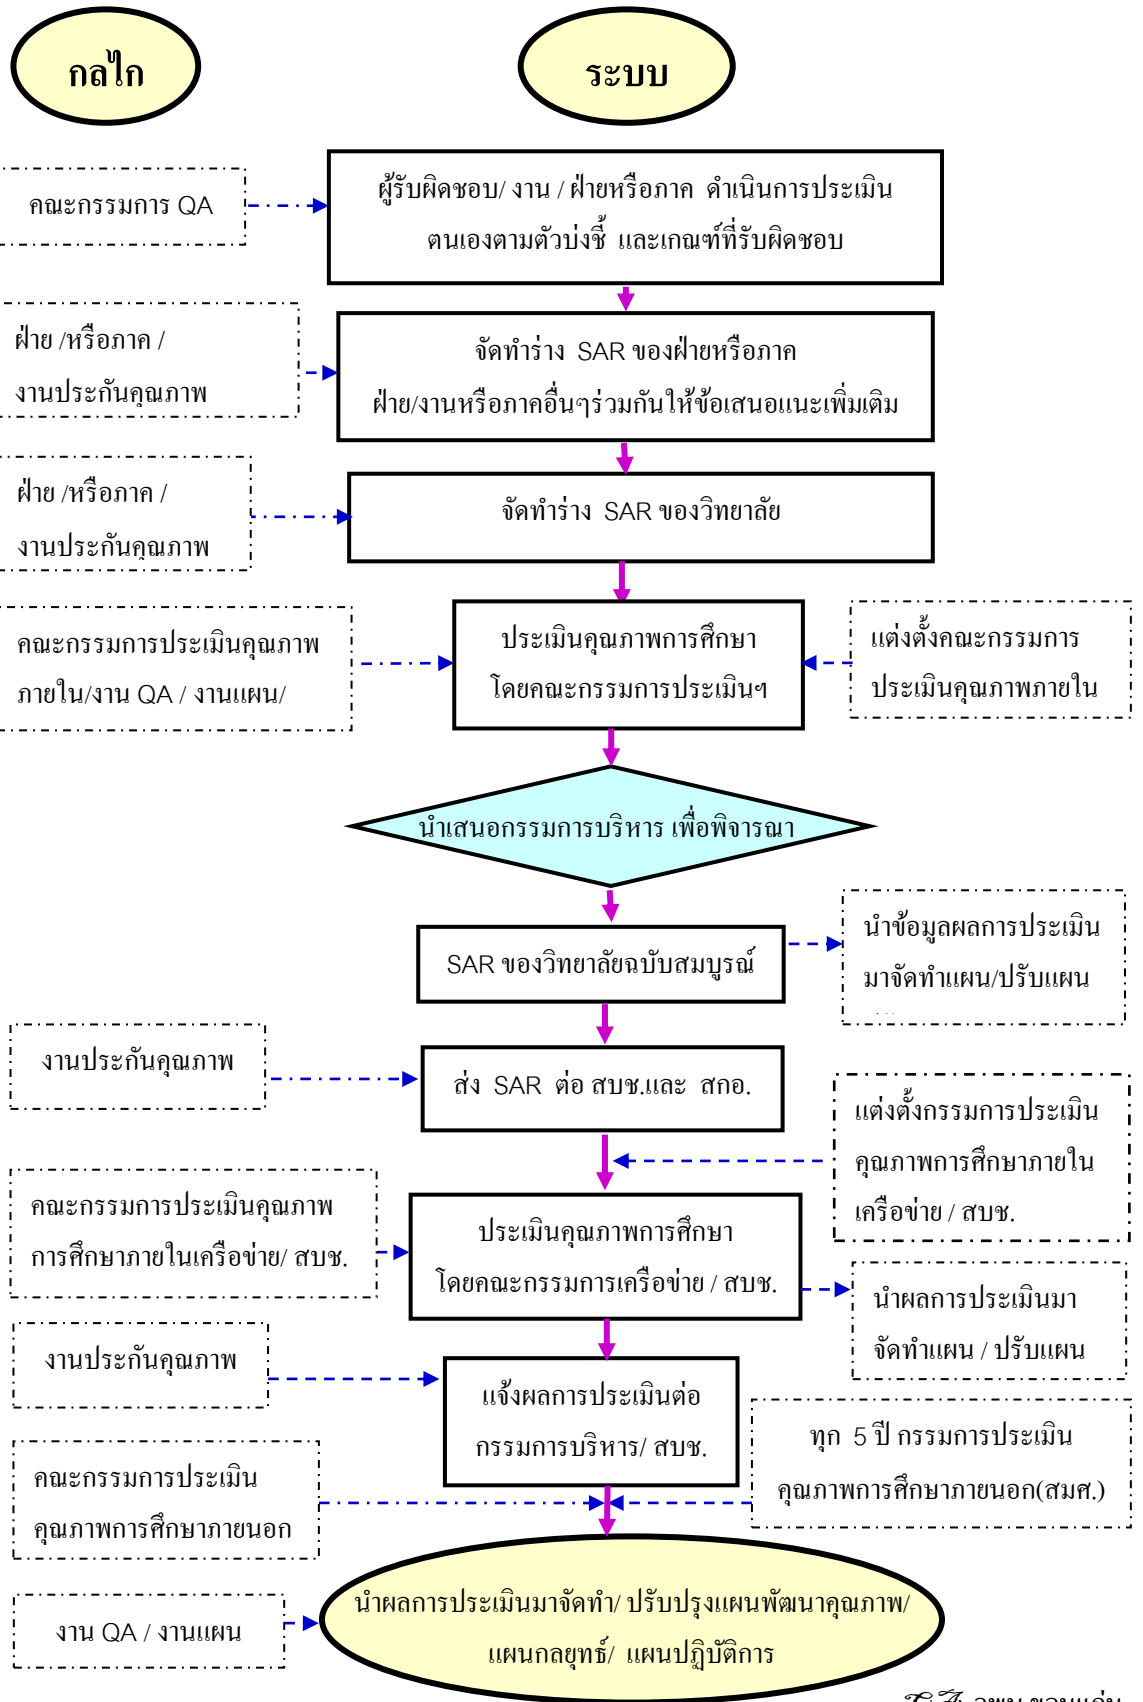 กลไก
ระบบ
คณะกรรมการ QA
ผู้รับผิดชอบ/ งาน / ฝ่ายหรือภาค ดำเนินการประเมิน
ตนเองตามตัวบ่งชี้ และเกณฑ์ที่รับผิดชอบ
ฝ่าย /หรือภาค /
งานประกันคุณภาพ
จัดทำร่าง SAR ของฝ่ายหรือภาค
ฝ่าย/งานหรือภาคอื่นๆร่วมกันให้ข้อเสนอแนะเพิ่มเติม
ฝ่าย /หรือภาค /
งานประกันคุณภาพ
จัดทำร่าง SAR ของวิทยาลัย
คณะกรรมการประเมินคุณภาพ
ภายใน/งาน QA / งานแผน/
ประเมินคุณภาพการศึกษา
โดยคณะกรรมการประเมินฯ
แต่งตั้งคณะกรรมการ
ประเมินคุณภาพภายใน
นำเสนอกรรมการบริหาร เพื่อพิจารณา
SAR ของวิทยาลัยฉบับสมบูรณ์
นำข้อมูลผลการประเมิน
มาจัดทำแผน/ปรับแผน
งานประกันคุณภาพ
ส่ง SAR ต่อ สบช.และ สกอ.
แต่งตั้งกรรมการประเมิน
คุณภาพการศึกษาภายใน
เครือข่าย / สบช.
คณะกรรมการประเมินคุณภาพ
การศึกษาภายในเครือข่าย/ สบช.
ประเมินคุณภาพการศึกษา
โดยคณะกรรมการเครือข่าย / สบช.
นำผลการประเมินมา
จัดทำแผน / ปรับแผน
งานประกันคุณภาพ
แจ้งผลการประเมินต่อ
กรรมการบริหาร/ สบช.
ทุก 5 ปี กรรมการประเมิน
คุณภาพการศึกษาภายนอก(สมศ.)
คณะกรรมการประเมิน
คุณภาพการศึกษาภายนอก
นำผลการประเมินมาจัดทำ/ ปรับปรุงแผนพัฒนาคุณภาพ/
แผนกลยุทธ์/ แผนปฏิบัติการ
งาน QA / งานแผน